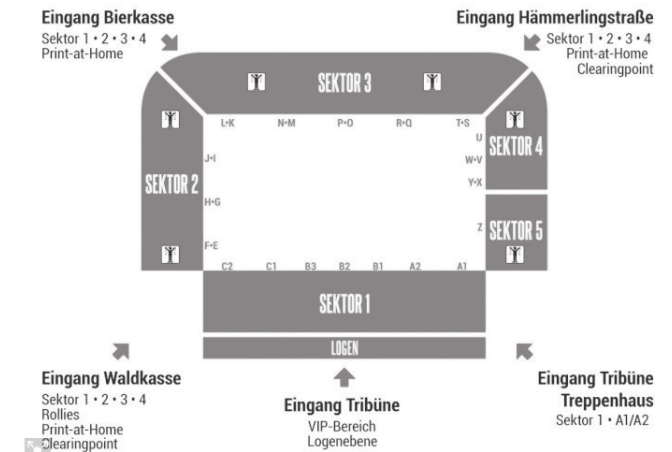 Eingang Bierkasse
Sektor 1 • 2 • 3 • 4
Print-at-Home
Eingang Hämmerlingstraße
Sektor 1 • 2 • 3 • 4
Print-at-Home
Clearingpoint
SEKTOR 3
L•K
N•M
P•O
R•Q
T•S
U
SEKTOR 4
J•I
W•V
SEKTOR 2
Y•X
H•G
Z
SEKTOR 5
F•E
C2
C1
B3
B2
B1
A2
A1
SEKTOR 1
LOGEN
Eingang Waldkasse
Sektor 1 • 2 • 3 • 4
Rollies
Print-at-Home
Clearingpoint
Eingang Tribüne
VIP-Bereich
Logenebene
Eingang Tribüne
Treppenhaus
Sektor 1 • A1/A2